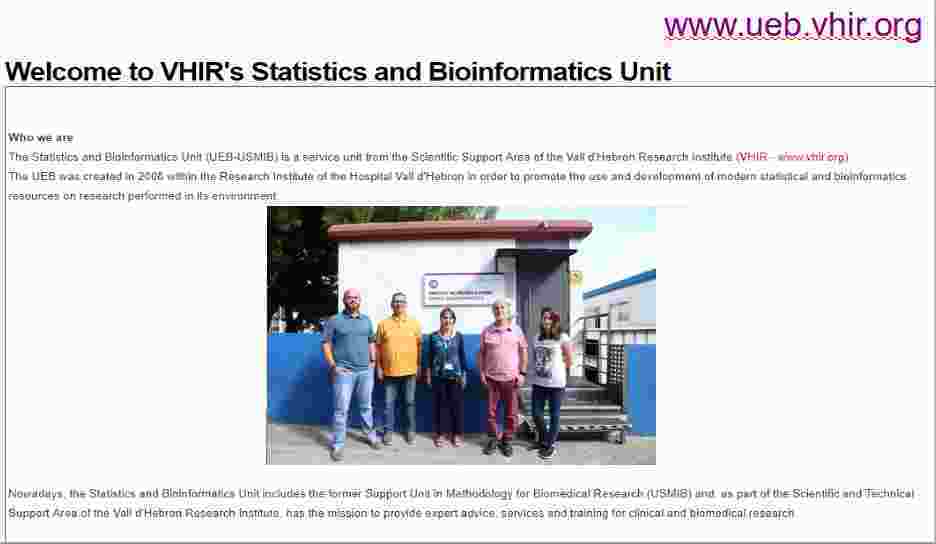 www.ueb.vhir.org
Welcome to VHIR's Statistics and Bioinformatics Unit
Who we are
The Statistics and Bioinformatics Unit (UEB-USMIB) is a service unit from the Scientific Support Area of the Vall d'Hebron Research Institute (VHIR - www.vhir.org)
The UEB was created in 2008 within the Research Institute of the Hospital Vall d'Hebron in order to promote the use and development of modern statistical and bioinformatics
resources on research performed in its environment
Nowadays, the Statistics and Bioinformatics Unit includes the former Support Unit in Methodology for Biomedical Research (USMIB) and, as part of the Scientific and Technical
Support Area of the Vall d'Hebron Research Institute, has the mission to provide expert advice, services and training for clinical and biomedical research